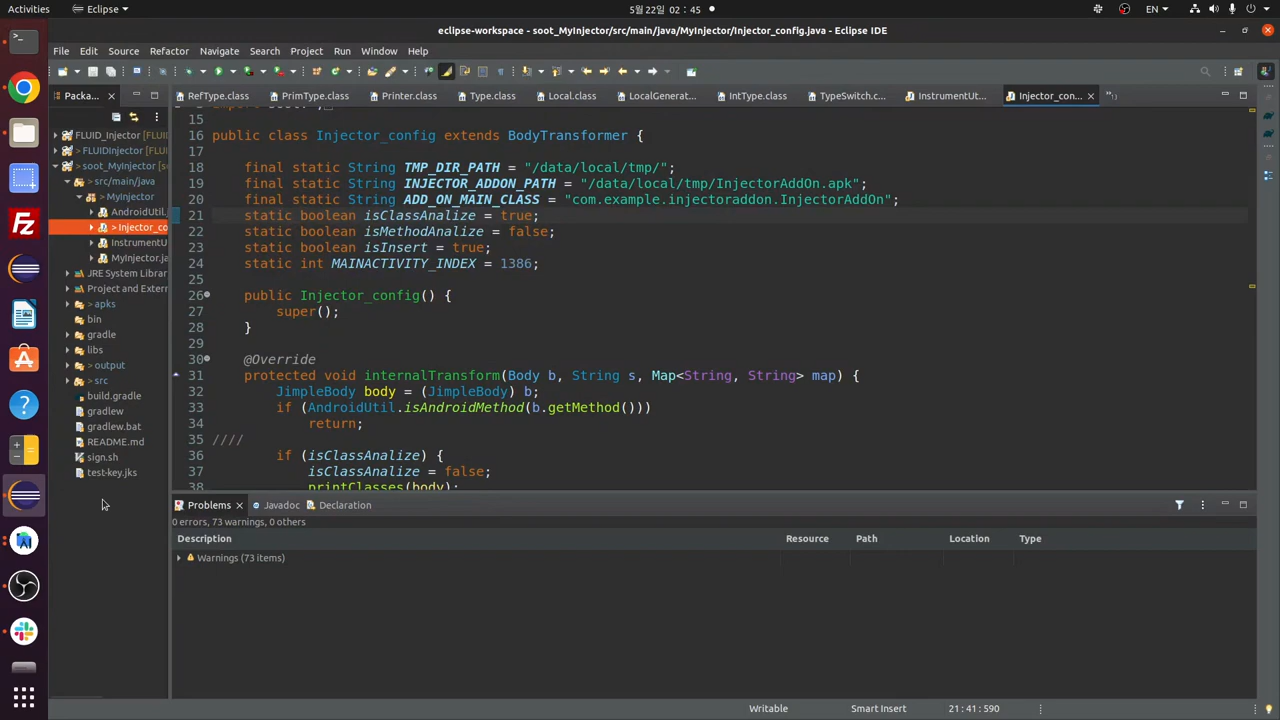 Activities
Eclipse
5월 22일 02 : 45
EN
eclipse-workspace - soot_MyInjector/src/main/java/MyInjector/Injector_config.java - Eclipse IDE
File Edit Source Refactor Navigate Search Project Run Window Help
Packa...
RefType.class PrimType.class Printer.class Type.class Local.class LocalGenerat... IntType.class TypeSwitch.c... InstrumentUt... Injector_con...
FLUID_Injector [FLU
> FLUIDInjector [FLU
> soot_MyInjector [s
src/main/java
MyInjector
AndroidUtil.
> Injector_co
InstrumentU
MyInjector.ja
JRE System Librar
Project and Extern
> apks
bin
gradle
libs
> output
> src
build.gradle
gradlew
gradlew.bat
README.md
sign.sh
test-key.jks
15
16 public class Injector_config extends BodyTransformer {
17
18 final static String TMP_DIR_PATH = "/data/local/tmp/";
19 final static String INJECTOR_ADDON_PATH = "/data/local/tmp/InjectorAddOn.apk";
20 final static String ADD_ON_MAIN_CLASS = "com.example.injectoraddon.InjectorAddOn";
21 static boolean isClassAnalize = true;
22 static boolean isMethodAnalize = false;
23 static boolean isInsert = true;
24 static int MAINACTIVITY_INDEX = 1386;
25
26 public Injector_config() {
27 super();
28 }
29
30 @Override
31 protected void internalTransform(Body b, String s, Map<String, String> map) {
32 JimpleBody body = (JimpleBody) b;
33 if (AndroidUtil.isAndroidMethod(b.getMethod()))
34 return;
35 ////
36 if (isClassAnalize) {
37 isClassAnalize = false;
38 printClasses(body);
Problems Javadoc Declaration
0 errors, 73 warnings, 0 others
Description Resource Path Location Type
Warnings (73 items)
Writable Smart Insert 21 : 41 : 590